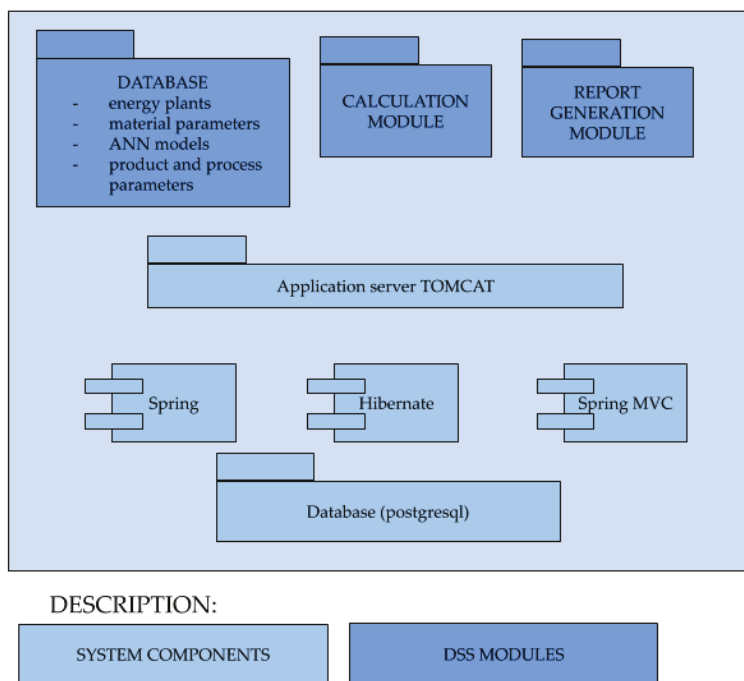 DATABASE
- energy plants
- material parameters
- ANN models
- product and process
parameters
CALCULATION
MODULE
REPORT
GENERATION
MODULE
Application server TOMCAT
Spring
Hibernate
Spring MVC
Database (postgresql)
DESCRIPTION:
SYSTEM COMPONENTS
DSS MODULES